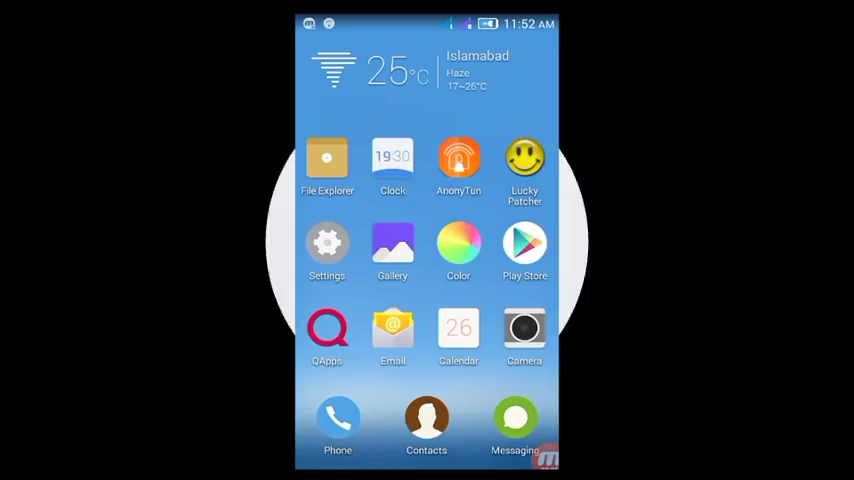 11:52 AM
25°C
Islamabad
Haze
17~26°C
19:30
File Explorer
Clock
AnonyTun
Lucky
Patcher
Settings
Gallery
Color
Play Store
@
26
QApps
Email
Calendar
Camera
Phone
Contacts
Messaging